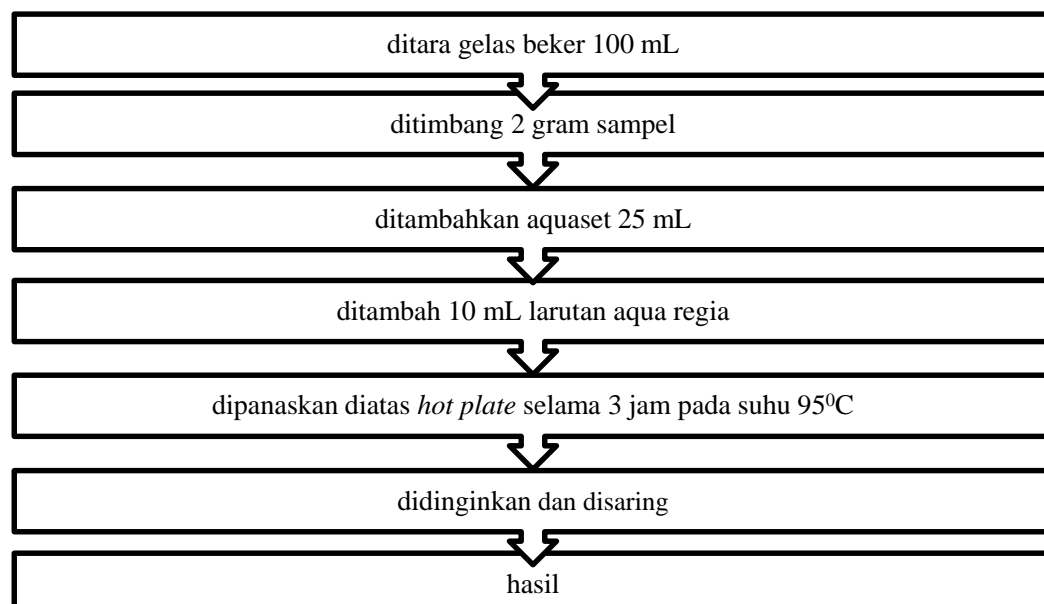 ditara gelas beker 100 mL
ditimbang 2 gram sampel
ditambahkan aquaset 25 mL
ditambah 10 mL larutan aqua regia
dipanaskan diatas hot plate selama 3 jam pada suhu 95⁰C
didinginkan dan disaring
hasil